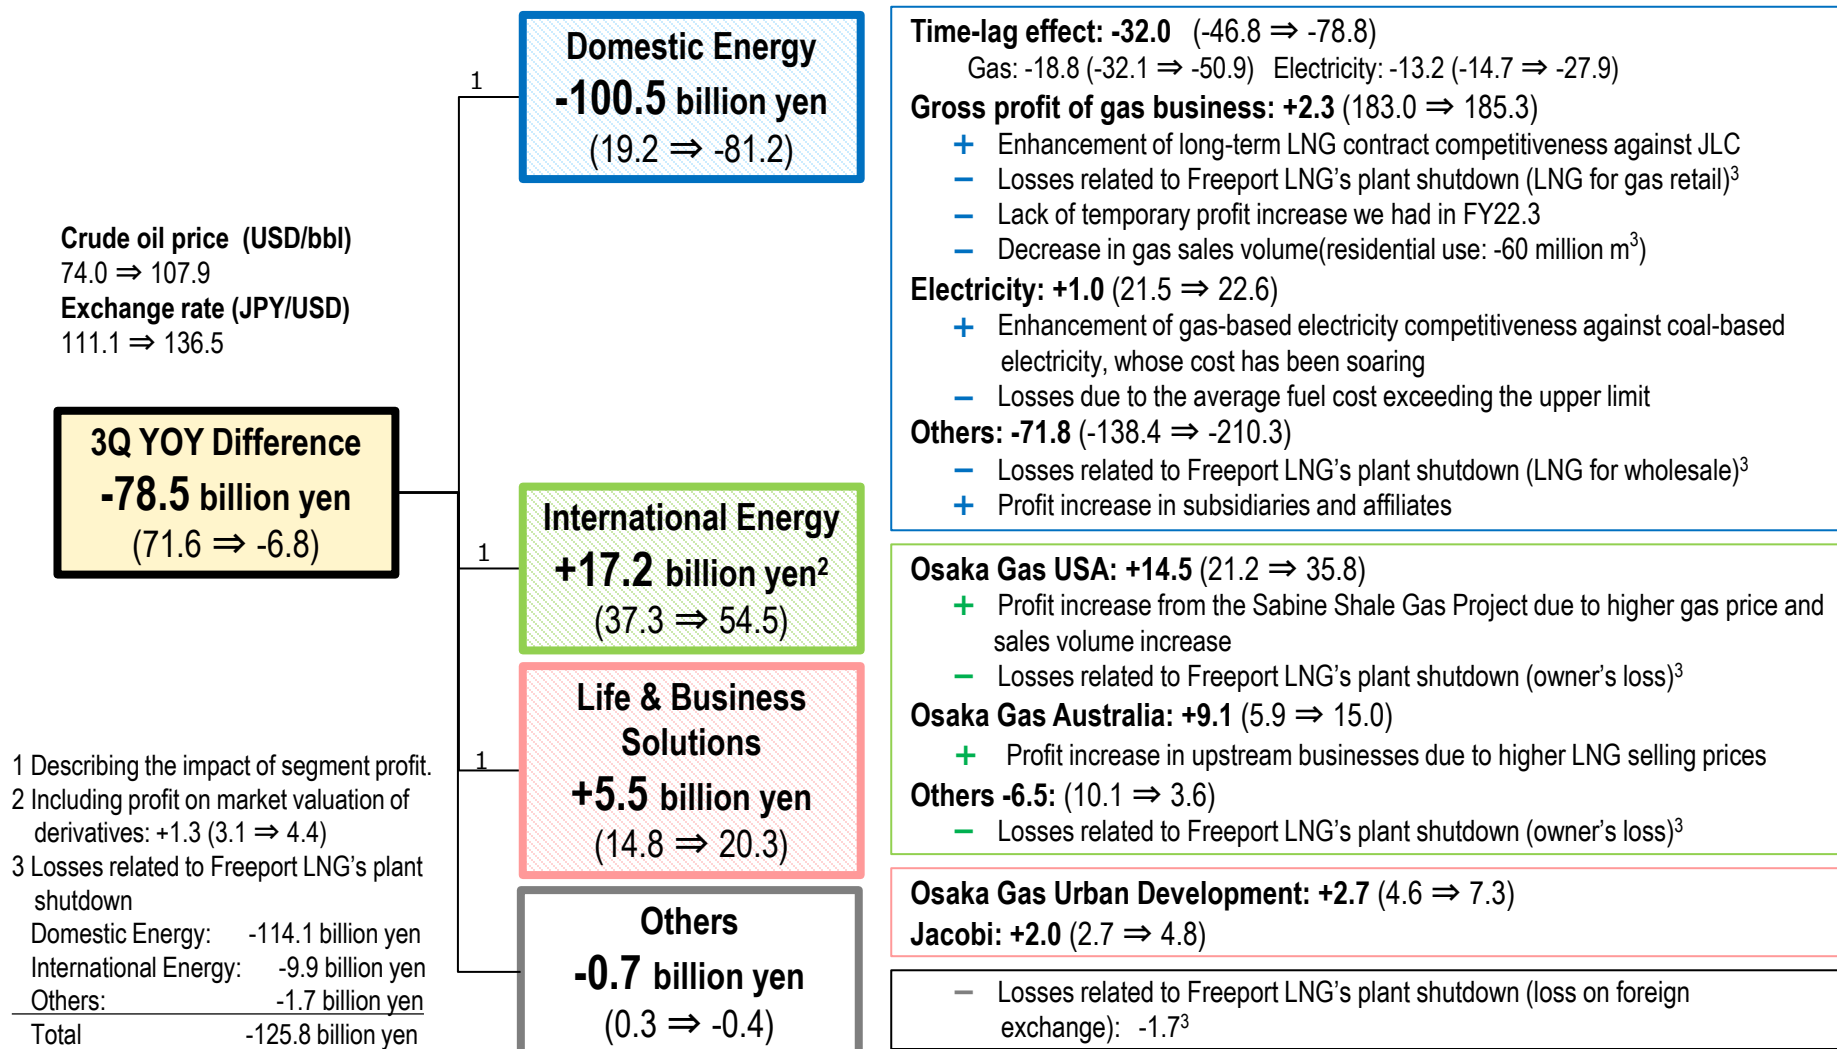 Crude oil price  (USD/bbl)
74.0 ⇒ 107.9
Exchange rate (JPY/USD)
111.1 ⇒ 136.5
3Q YOY Difference
-78.5 billion yen
(71.6 ⇒ -6.8)
1
Domestic Energy
-100.5 billion yen
(19.2 ⇒ -81.2)
1
International Energy
+17.2 billion yen²
(37.3 ⇒ 54.5)
1
Life & Business
Solutions
+5.5 billion yen
(14.8 ⇒ 20.3)
Others
-0.7 billion yen
(0.3 ⇒ -0.4)
Time-lag effect: -32.0 (-46.8 ⇒ -78.8)
Gas: -18.8 (-32.1 ⇒ -50.9) Electricity: -13.2 (-14.7 ⇒ -27.9)
Gross profit of gas business: +2.3 (183.0 ⇒ 185.3)
+ Enhancement of long-term LNG contract competitiveness against JLC
− Losses related to Freeport LNG's plant shutdown (LNG for gas retail)³
− Lack of temporary profit increase we had in FY22.3
− Decrease in gas sales volume(residential use: -60 million m³)
Electricity: +1.0 (21.5 ⇒ 22.6)
+ Enhancement of gas-based electricity competitiveness against coal-based
electricity, whose cost has been soaring
− Losses due to the average fuel cost exceeding the upper limit
Others: -71.8 (-138.4 ⇒ -210.3)
− Losses related to Freeport LNG's plant shutdown (LNG for wholesale)³
+ Profit increase in subsidiaries and affiliates
Osaka Gas USA: +14.5 (21.2 ⇒ 35.8)
+ Profit increase from the Sabine Shale Gas Project due to higher gas price and
sales volume increase
− Losses related to Freeport LNG's plant shutdown (owner's loss)³
Osaka Gas Australia: +9.1 (5.9 ⇒ 15.0)
+ Profit increase in upstream businesses due to higher LNG selling prices
Others -6.5: (10.1 ⇒ 3.6)
− Losses related to Freeport LNG's plant shutdown (owner's loss)³
Osaka Gas Urban Development: +2.7 (4.6 ⇒ 7.3)
Jacobi: +2.0 (2.7 ⇒ 4.8)
− Losses related to Freeport LNG's plant shutdown (loss on foreign
exchange): -1.7³
1 Describing the impact of segment profit.
2 Including profit on market valuation of
derivatives: +1.3 (3.1 ⇒ 4.4)
3 Losses related to Freeport LNG's plant
shutdown
Domestic Energy: -114.1 billion yen
International Energy: -9.9 billion yen
Others: -1.7 billion yen
Total -125.8 billion yen